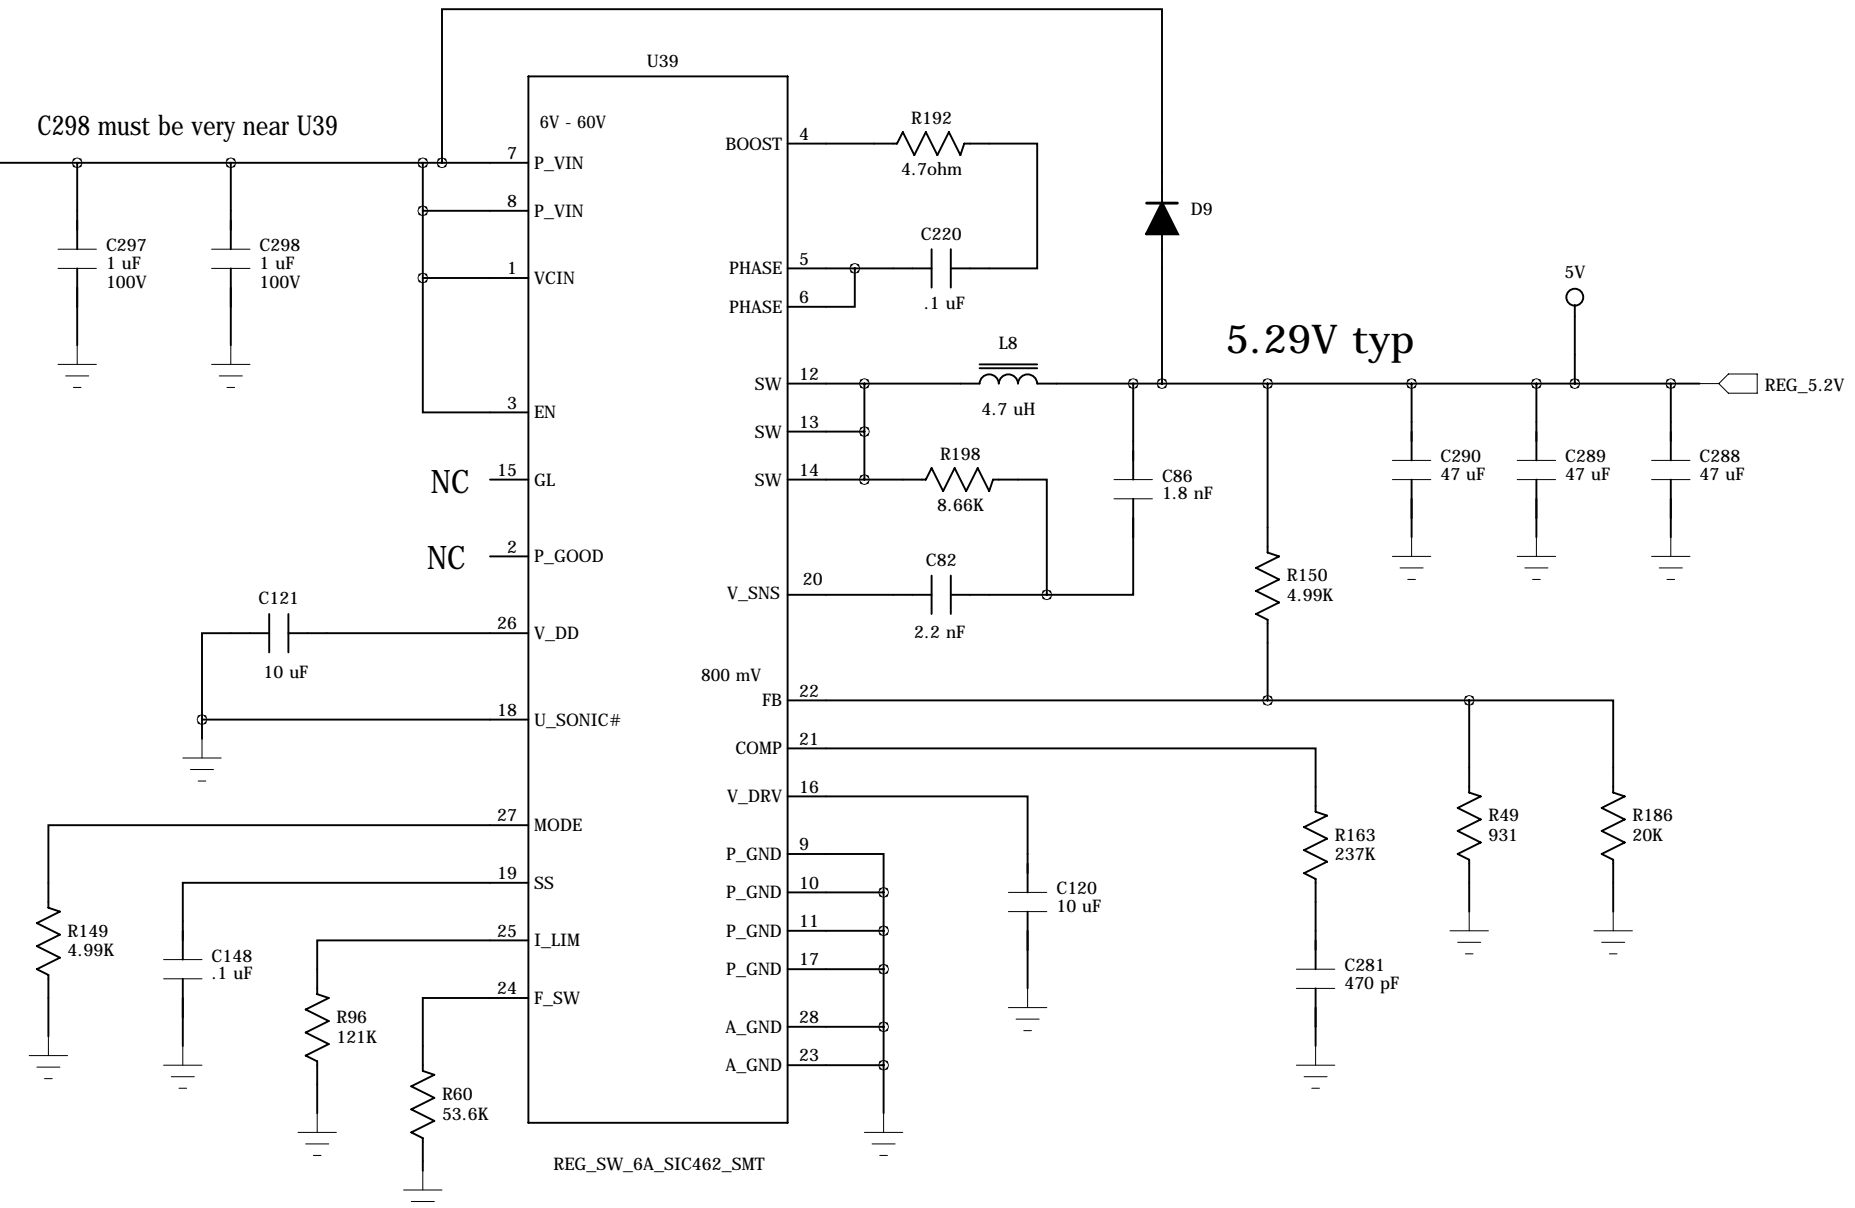 U39
C298 must be very near U39
6V - 60V
7
P_VIN
8
P_VIN
C297
1 uF
100V
C298
1 uF
100V
1
VCIN
3
EN
NC
15
GL
NC
2
P_GOOD
C121
10 uF
26
V_DD
18
U_SONIC#
27
MODE
19
SS
R149
4.99K
C148
.1 uF
25
I_LIM
24
F_SW
R96
121K
R60
53.6K
BOOST
4
R192
4.7ohm
PHASE
5
C220
.1 uF
PHASE
6
D9
5V
5.29V typ
SW
12
L8
4.7 uH
REG_5.2V
SW
13
SW
14
R198
8.66K
C86
1.8 nF
C290
47 uF
C289
47 uF
C288
47 uF
V_SNS
20
C82
2.2 nF
R150
4.99K
800 mV
FB
22
COMP
21
V_DRV
16
R163
237K
R49
931
R186
20K
P_GND
9
P_GND
10
P_GND
11
P_GND
17
C120
10 uF
C281
470 pF
A_GND
28
A_GND
23
REG_SW_6A_SIC462_SMT